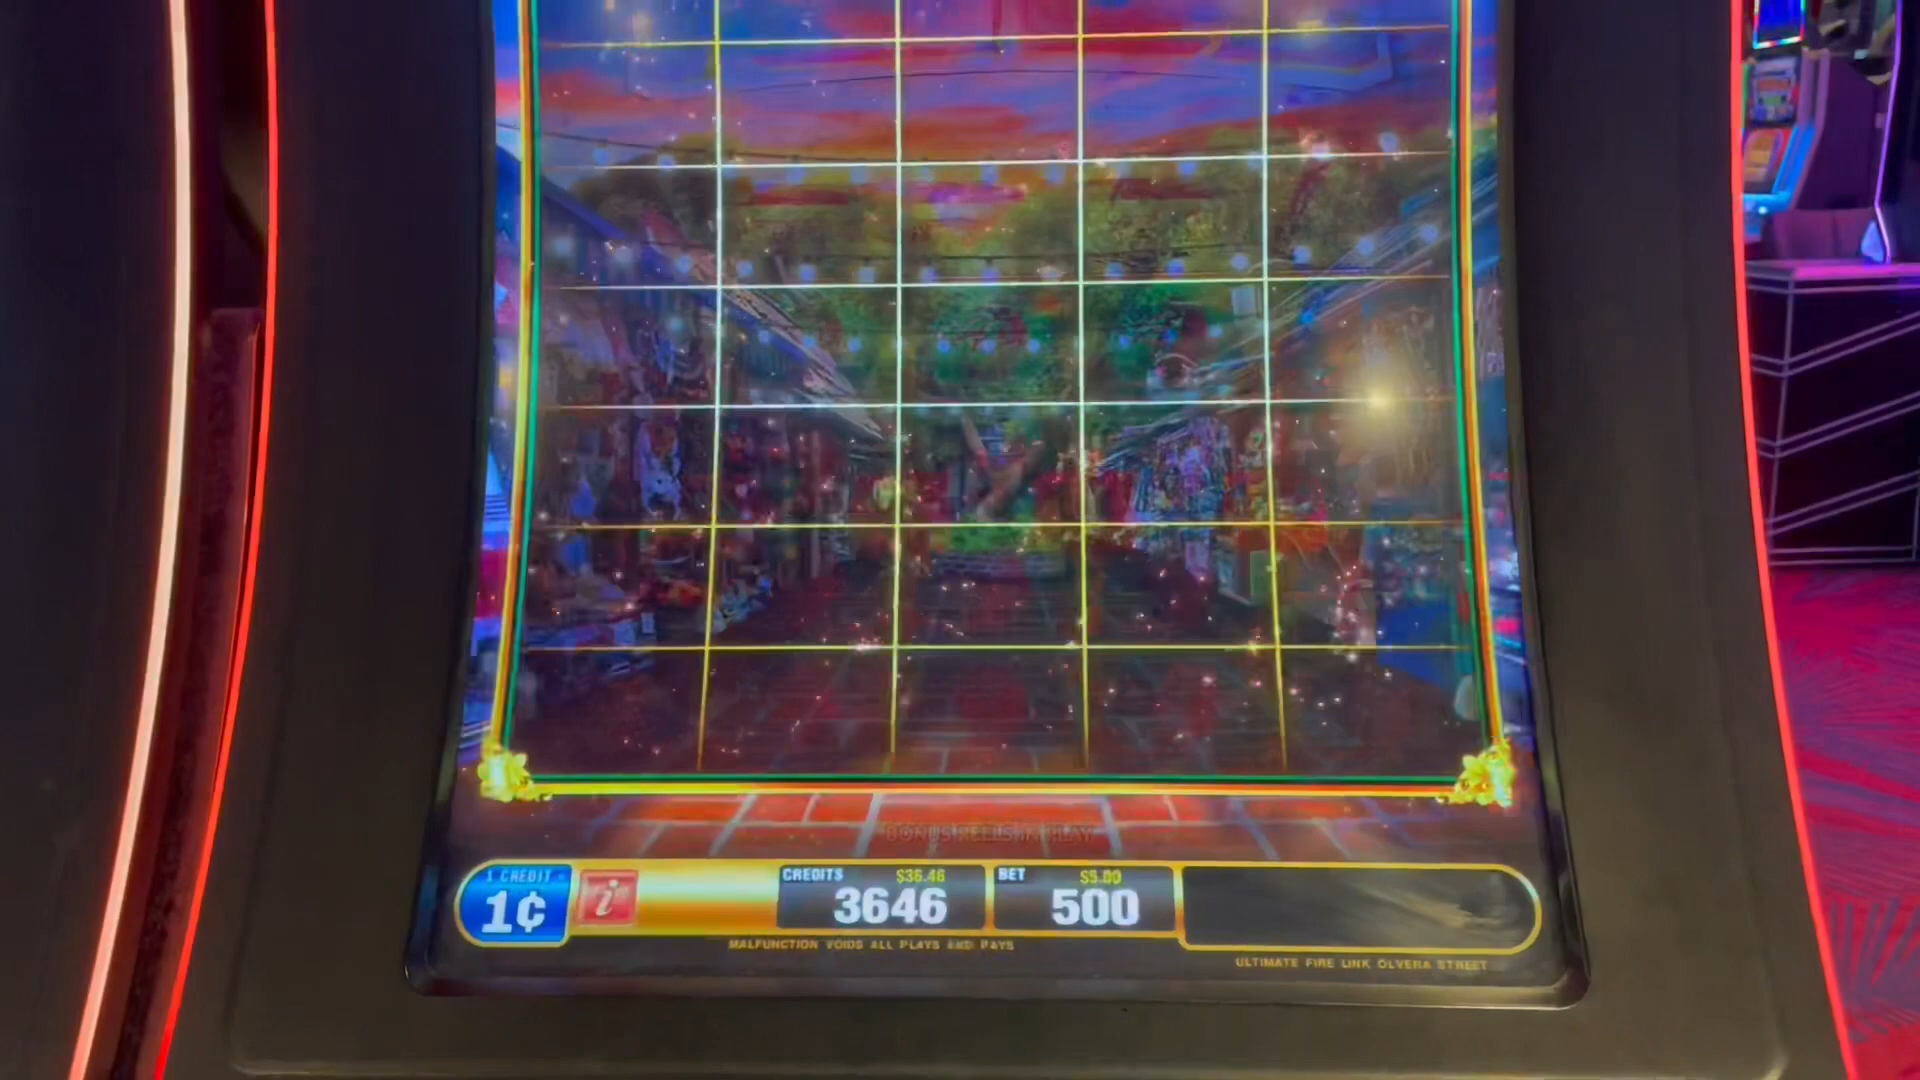 BONUS REELS IN PLAY
1 CREDIT =
1¢
i
CREDITS $36.46
3646
BET $5.00
500
MALFUNCTION VOIDS ALL PLAYS AND PAYS
ULTIMATE FIRE LINK OLVERA STREET